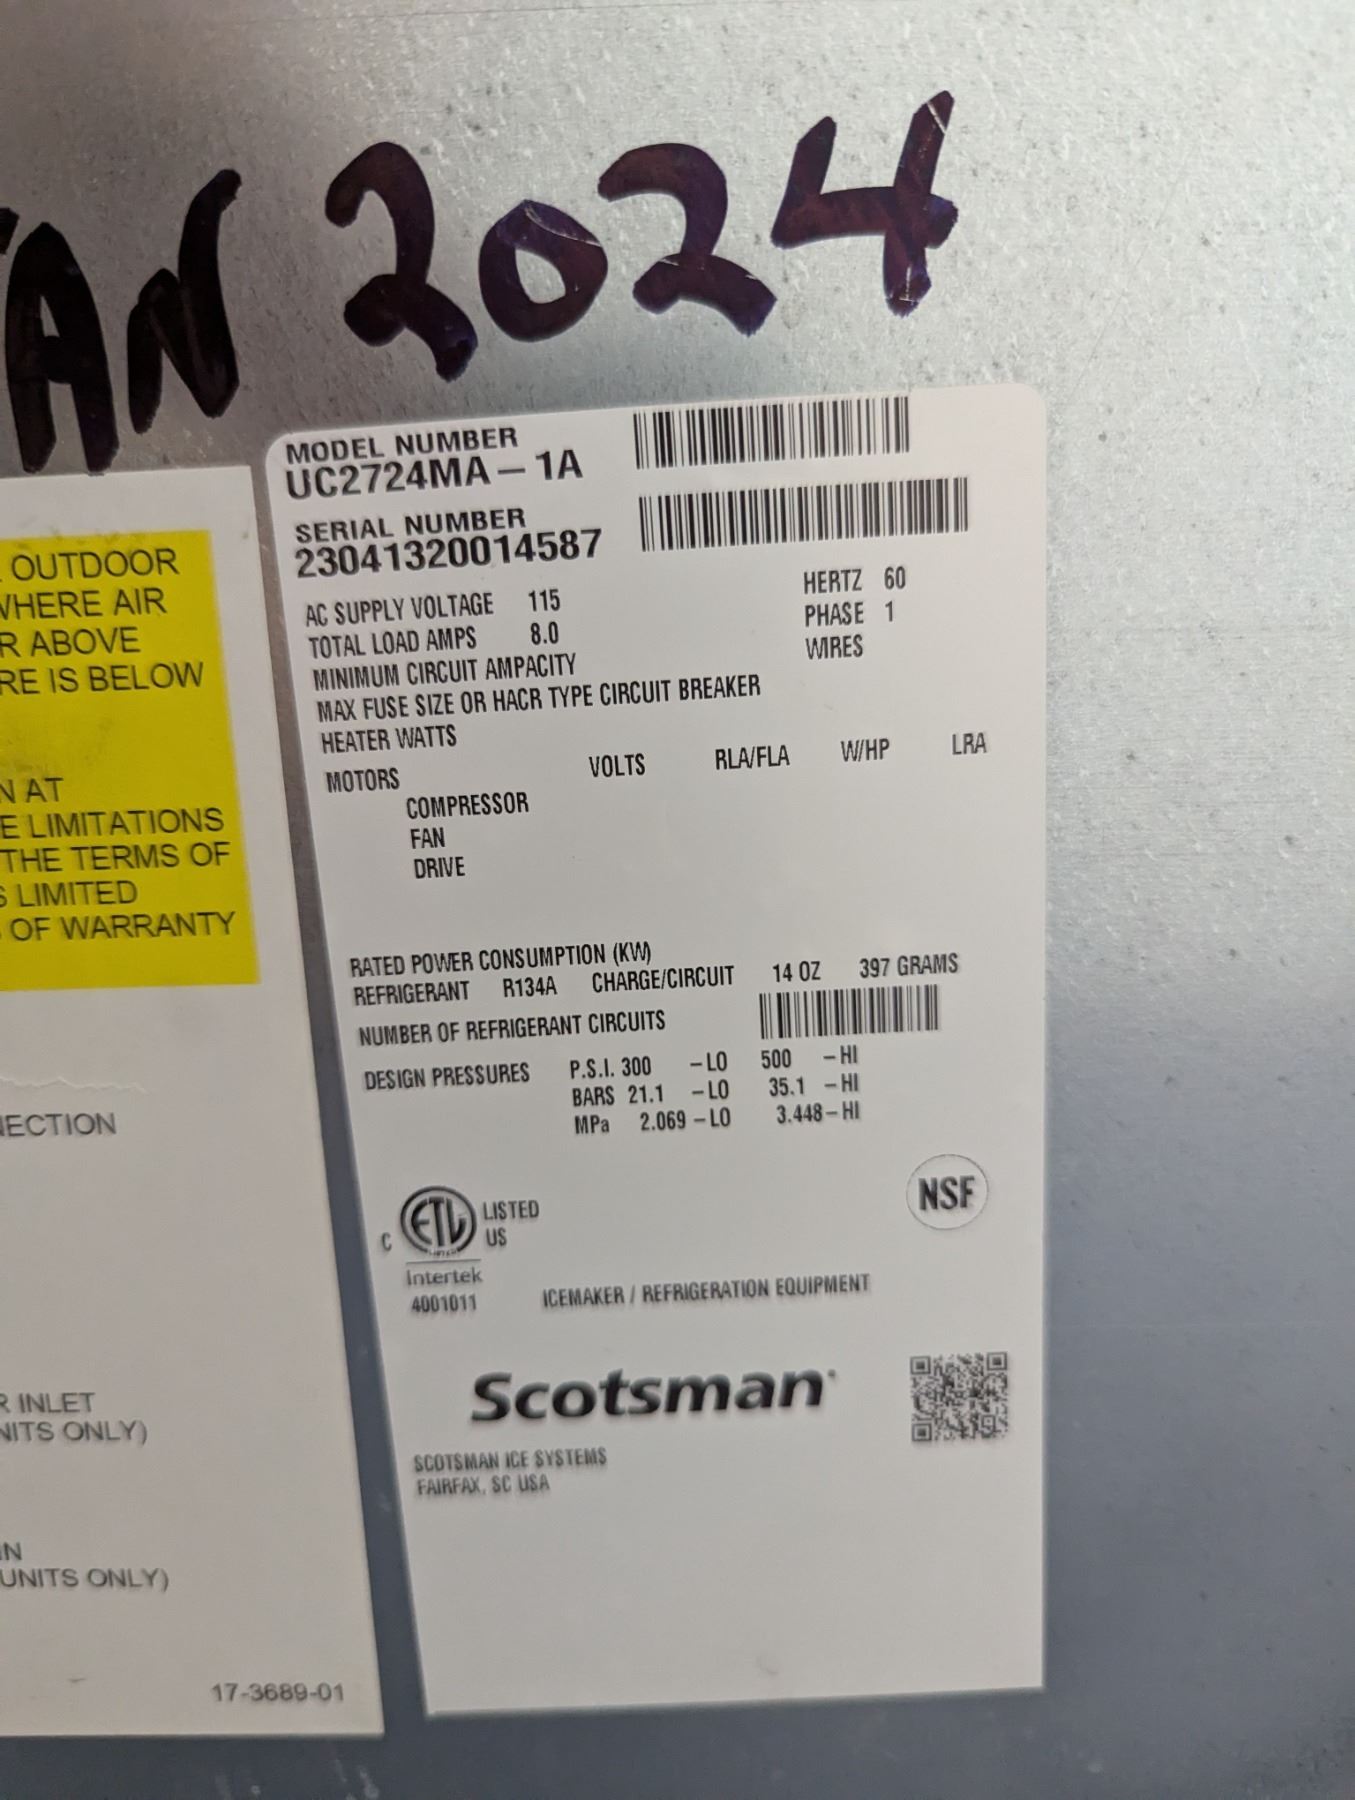 AN 2024
MODEL NUMBER
UC2724MA-1A
SERIAL NUMBER
23041320014587
AC SUPPLY VOLTAGE 115 HERTZ 60
TOTAL LOAD AMPS 8.0 PHASE 1
MINIMUM CIRCUIT AMPACITY WIRES
MAX FUSE SIZE OR HACR TYPE CIRCUIT BREAKER
HEATER WATTS
MOTORS VOLTS RLA/FLA W/HP LRA
COMPRESSOR
FAN
DRIVE
RATED POWER CONSUMPTION (KW)
REFRIGERANT R134A CHARGE/CIRCUIT 14 OZ 397 GRAMS
NUMBER OF REFRIGERANT CIRCUITS
DESIGN PRESSURES P.S.I. 300 -LO 500 -HI
BARS 21.1 -LO 35.1 -HI
MPa 2.069-LO 3.448-HI
C ETL LISTED
US
Intertek
4001011
NSF
ICEMAKER / REFRIGERATION EQUIPMENT
Scotsman
SCOTSMAN ICE SYSTEMS
FAIRFAX, SC USA
OUTDOOR
WHERE AIR
R ABOVE
RE IS BELOW
N AT
E LIMITATIONS
THE TERMS OF
S LIMITED
OF WARRANTY
NECTION
R INLET
NITS ONLY)
IN
UNITS ONLY)
17-3689-01